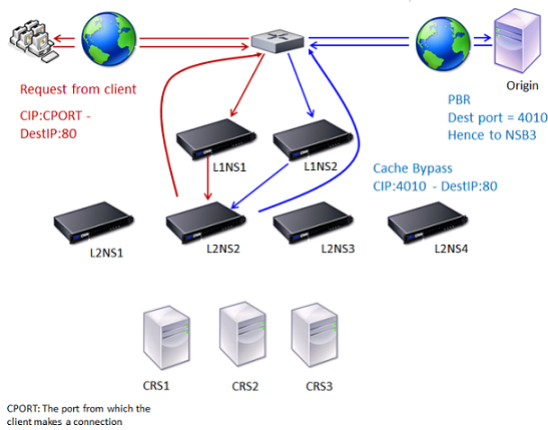 Request from client
CIP:CPORT -
DestIP:80
Origin
PBR
Dest port = 4010
Hence to NSB3
L1NS1
L1NS2
Cache Bypass
CIP:4010 - DestIP:80
L2NS1
L2NS2
L2NS3
L2NS4
CRS1
CRS2
CRS3
CPORT: The port from which the
client makes a connection